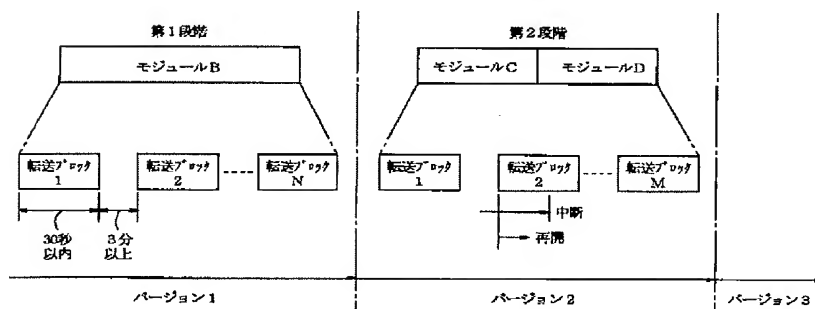 第1段階
第2段階
モジュールB
モジュールC
モジュールD
転送ブロック
1
転送ブロック
2
転送ブロック
N
転送ブロック
1
転送ブロック
2
転送ブロック
M
30秒
以内
3分
以上
中断
再開
バージョン1
バージョン2
バージョン3